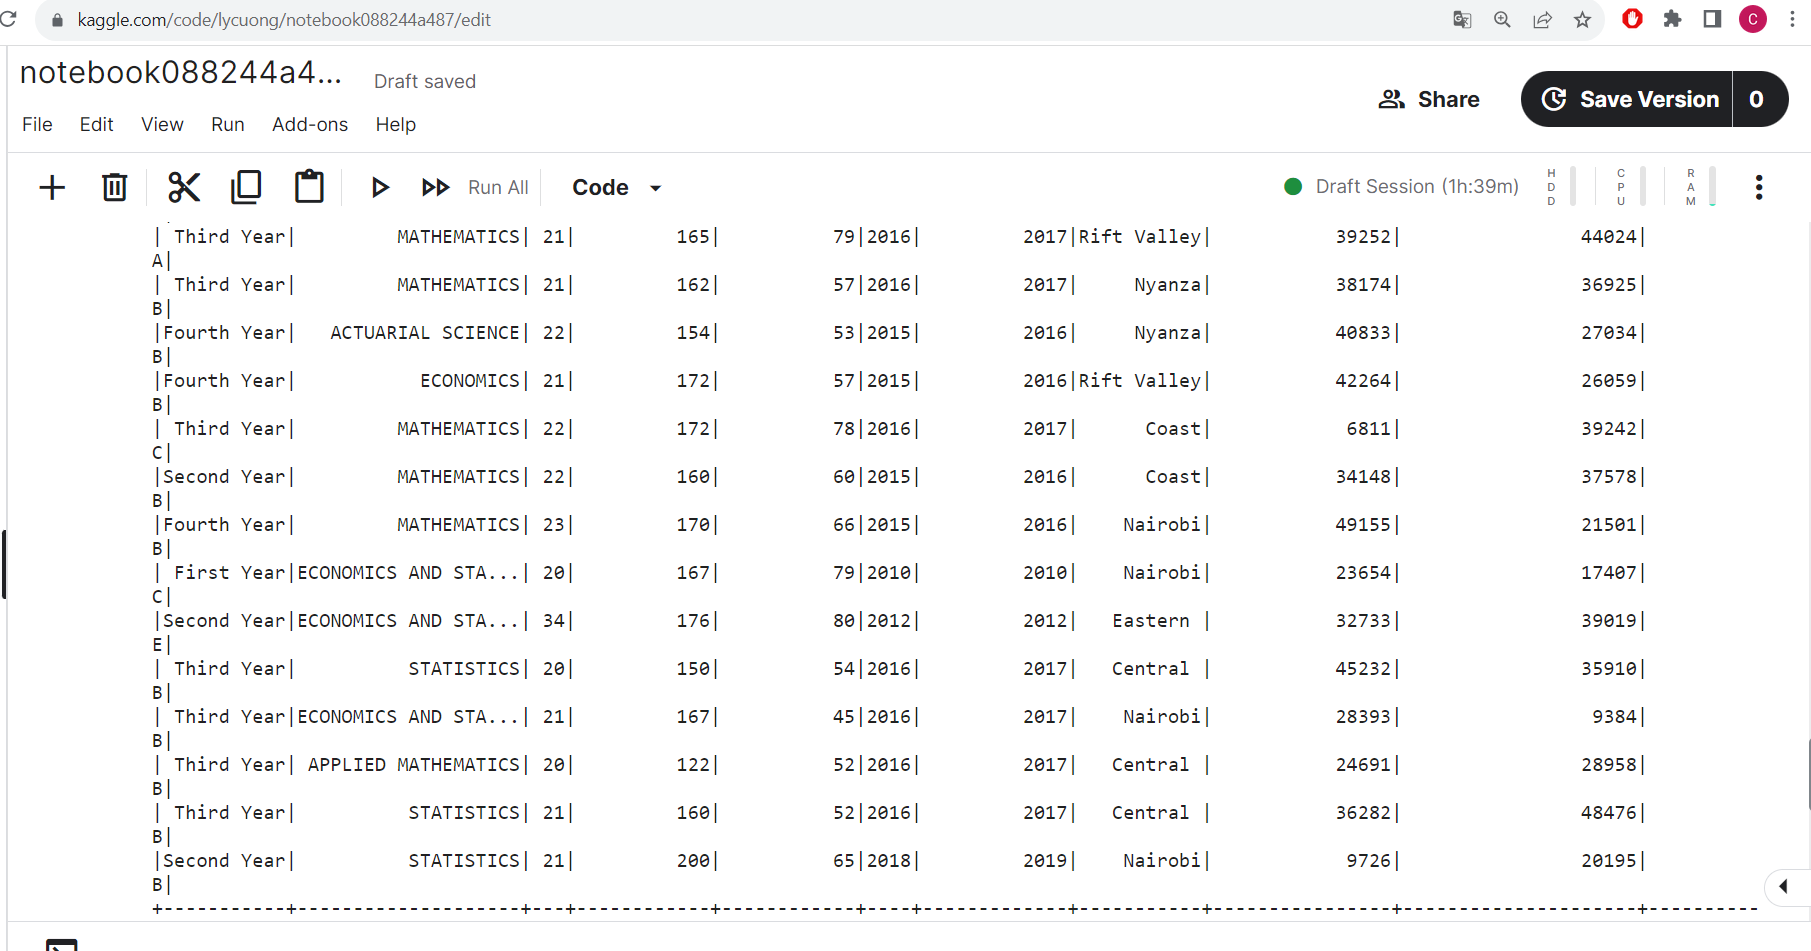 kaggle.com/code/lycuong/notebook088244a487/edit
C
notebook088244a4... Draft saved
Share Save Version 0
File Edit View Run Add-ons Help
Run All Code Draft Session (1h:39m) HDD CPU RAM
| Third Year| MATHEMATICS| 21| 165| 79|2016| 2017|Rift Valley| 39252| 44024|
A|
| Third Year| MATHEMATICS| 21| 162| 57|2016| 2017| Nyanza| 38174| 36925|
B|
|Fourth Year| ACTUARIAL SCIENCE| 22| 154| 53|2015| 2016| Nyanza| 40833| 27034|
B|
|Fourth Year| ECONOMICS| 21| 172| 57|2015| 2016|Rift Valley| 42264| 26059|
B|
| Third Year| MATHEMATICS| 22| 172| 78|2016| 2017| Coast| 6811| 39242|
C|
|Second Year| MATHEMATICS| 22| 160| 60|2015| 2016| Coast| 34148| 37578|
B|
|Fourth Year| MATHEMATICS| 23| 170| 66|2015| 2016| Nairobi| 49155| 21501|
B|
| First Year|ECONOMICS AND STA...| 20| 167| 79|2010| 2010| Nairobi| 23654| 17407|
C|
|Second Year|ECONOMICS AND STA...| 34| 176| 80|2012| 2012| Eastern | 32733| 39019|
E|
| Third Year| STATISTICS| 20| 150| 54|2016| 2017| Central | 45232| 35910|
B|
| Third Year|ECONOMICS AND STA...| 21| 167| 45|2016| 2017| Nairobi| 28393| 9384|
B|
| Third Year| APPLIED MATHEMATICS| 20| 122| 52|2016| 2017| Central | 24691| 28958|
B|
| Third Year| STATISTICS| 21| 160| 52|2016| 2017| Central | 36282| 48476|
B|
|Second Year| STATISTICS| 21| 200| 65|2018| 2019| Nairobi| 9726| 20195|
B|
+-----------+--------------------+---+------------+------------+----+-------------+-----------+----------------+---------------------+----------